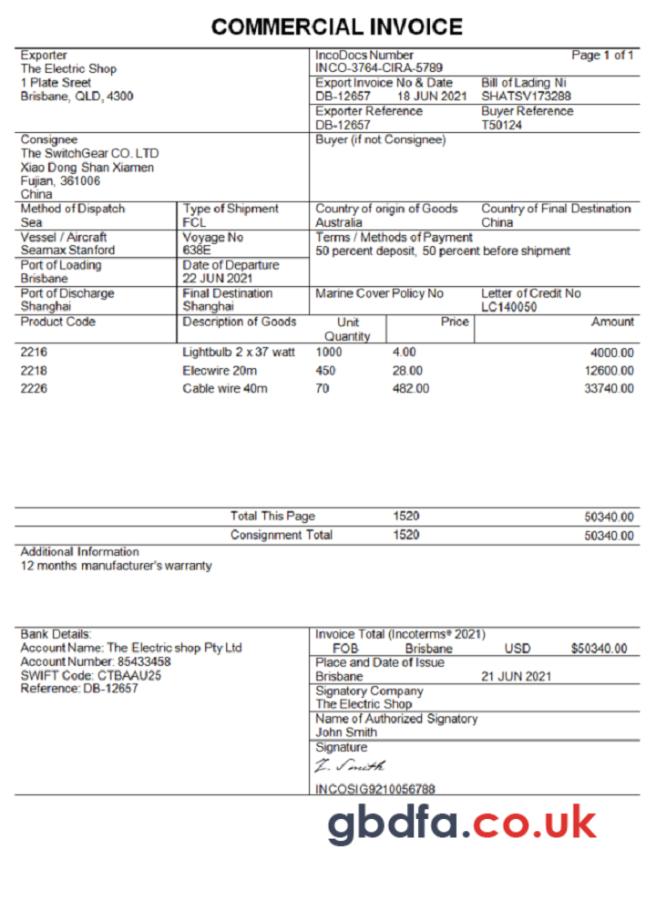 COMMERCIAL INVOICE
Exporter
The Electric Shop
1 Plate Sreet
Brisbane, QLD, 4300
IncoDocs Number
INCO-3764-CIRA-5789
Page 1 of 1
Export Invoice No & Date
DB-12657 18 JUN 2021
Bill of Lading Ni
SHATSV173288
Exporter Reference
DB-12657
Buyer Reference
T50124
Consignee
The SwitchGear CO. LTD
Xiao Dong Shan Xiamen
Fujian, 361006
China
Buyer (if not Consignee)
Method of Dispatch
Sea
Type of Shipment
FCL
Country of origin of Goods
Australia
Country of Final Destination
China
Vessel / Aircraft
Seamax Stanford
Voyage No
638E
Terms / Methods of Payment
50 percent deposit, 50 percent before shipment
Port of Loading
Brisbane
Date of Departure
22 JUN 2021
Port of Discharge
Shanghai
Final Destination
Shanghai
Marine Cover Policy No
Letter of Credit No
LC140050
Product Code Description of Goods Unit Quantity Price Amount
2216 Lightbulb 2 x 37 watt 1000 4.00 4000.00
2218 Elecwire 20m 450 28.00 12600.00
2226 Cable wire 40m 70 482.00 33740.00
Total This Page 1520 50340.00
Consignment Total 1520 50340.00
Additional Information
12 months manufacturer's warranty
Bank Details:
Account Name: The Electric shop Pty Ltd
Account Number: 85433458
SWIFT Code: CTBAAU25
Reference: DB-12657
Invoice Total (Incoterms® 2021)
FOB Brisbane USD $50340.00
Place and Date of Issue
Brisbane 21 JUN 2021
Signatory Company
The Electric Shop
Name of Authorized Signatory
John Smith
Signature
Z. Smith
INCOSIG9210056788
gbdfa.co.uk